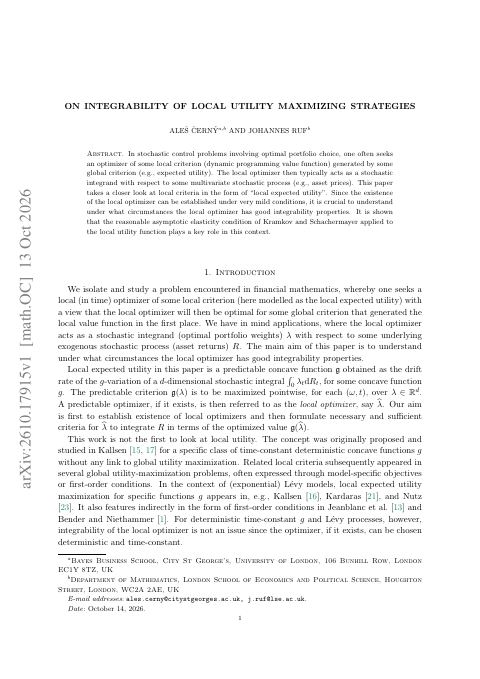 arXiv:2610.17915v1 [math.OC] 13 Oct 2026
ON INTEGRABILITY OF LOCAL UTILITY MAXIMIZING STRATEGIES
ALEŠ ČERNÝa,b AND JOHANNES RUFb
Abstract. In stochastic control problems involving optimal portfolio choice, one often seeks
an optimizer of some local criterion (dynamic programming value function) generated by some
global criterion (e.g., expected utility). The local optimizer then typically acts as a stochastic
integrand with respect to some multivariate stochastic process (e.g., asset prices). This paper
takes a closer look at local criteria in the form of "local expected utility". Since the existence
of the local optimizer can be established under very mild conditions, it is crucial to understand
under what circumstances the local optimizer has good integrability properties. It is shown
that the reasonable asymptotic elasticity condition of Kramkov and Schachermayer applied to
the local utility function plays a key role in this context.
1. Introduction
We isolate and study a problem encountered in financial mathematics, whereby one seeks a
local (in time) optimizer of some local criterion (here modelled as the local expected utility) with
a view that the local optimizer will then be optimal for some global criterion that generated the
local value function in the first place. We have in mind applications, where the local optimizer
acts as a stochastic integrand (optimal portfolio weights) λ with respect to some underlying
exogenous stochastic process (asset returns) R. The main aim of this paper is to understand
under what circumstances the local optimizer has good integrability properties.
Local expected utility in this paper is a predictable concave function 𝔤 obtained as the drift
rate of the g-variation of a d-dimensional stochastic integral ∫₀ λtdRt, for some concave function
g. The predictable criterion 𝔤(λ) is to be maximized pointwise, for each (ω, t), over λ ∈ ℝd.
A predictable optimizer, if it exists, is then referred to as the local optimizer, say λ̂. Our aim
is first to establish existence of local optimizers and then formulate necessary and sufficient
criteria for λ̂ to integrate R in terms of the optimized value 𝔤(λ̂).
This work is not the first to look at local utility. The concept was originally proposed and
studied in Kallsen [15, 17] for a specific class of time-constant deterministic concave functions g
without any link to global utility maximization. Related local criteria subsequently appeared in
several global utility-maximization problems, often expressed through model-specific objectives
or first-order conditions. In the context of (exponential) Lévy models, local expected utility
maximization for specific functions g appears in, e.g., Kallsen [16], Kardaras [21], and Nutz
[23]. It also features indirectly in the form of first-order conditions in Jeanblanc et al. [13] and
Bender and Niethammer [1]. For deterministic time-constant g and Lévy processes, however,
integrability of the local optimizer is not an issue since the optimizer, if it exists, can be chosen
deterministic and time-constant.
aBayes Business School, City St George's, University of London, 106 Bunhill Row, London
EC1Y 8TZ, UK
bDepartment of Mathematics, London School of Economics and Political Science, Houghton
Street, London, WC2A 2AE, UK
E-mail addresses: ales.cerny@citystgeorges.ac.uk, j.ruf@lse.ac.uk.
Date: October 14, 2026.
1